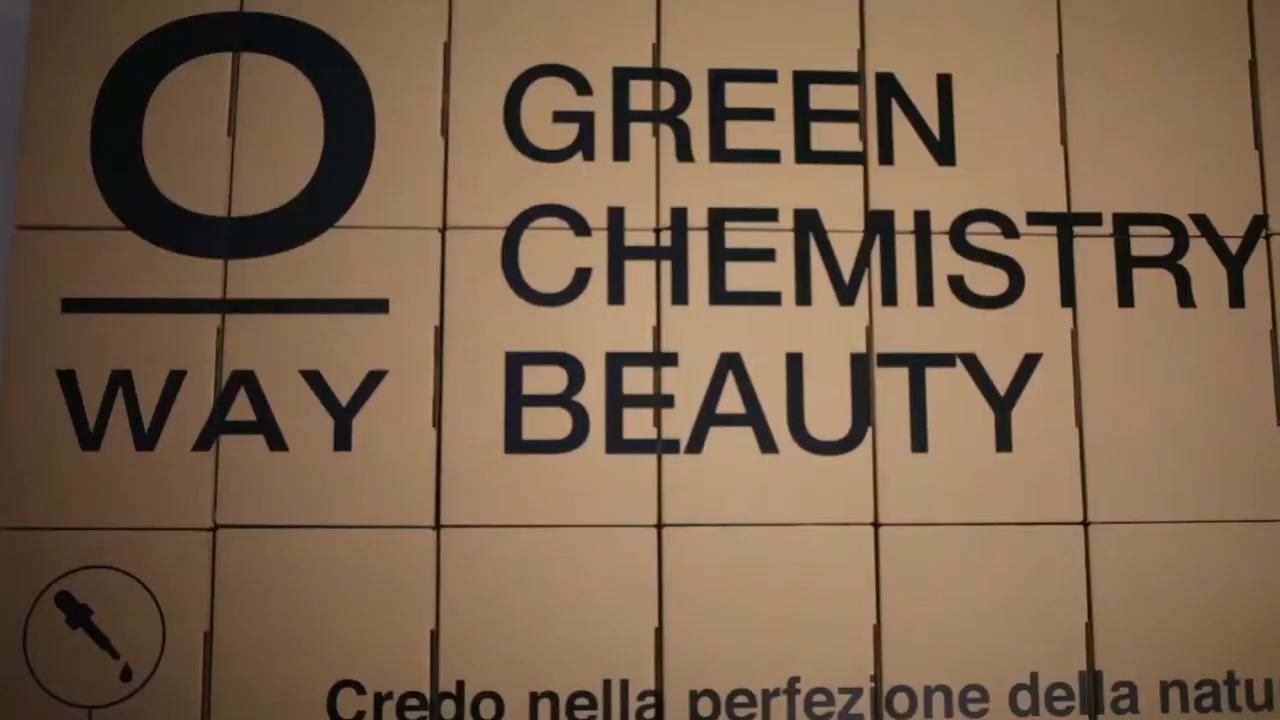 O
WAY
GREEN
CHEMISTRY
BEAUTY
Credo nella perfezione della natu